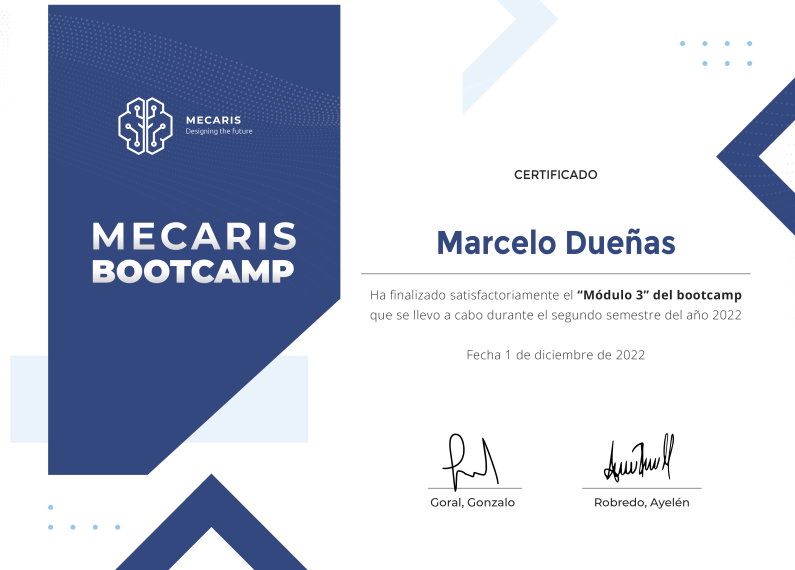 MECARIS
Designing the future
MECARIS
BOOTCAMP
CERTIFICADO
Marcelo Dueñas
Ha finalizado satisfactoriamente el “Módulo 3” del bootcamp
que se llevo a cabo durante el segundo semestre del año 2022
Fecha 1 de diciembre de 2022
Goral, Gonzalo
Robredo, Ayelén